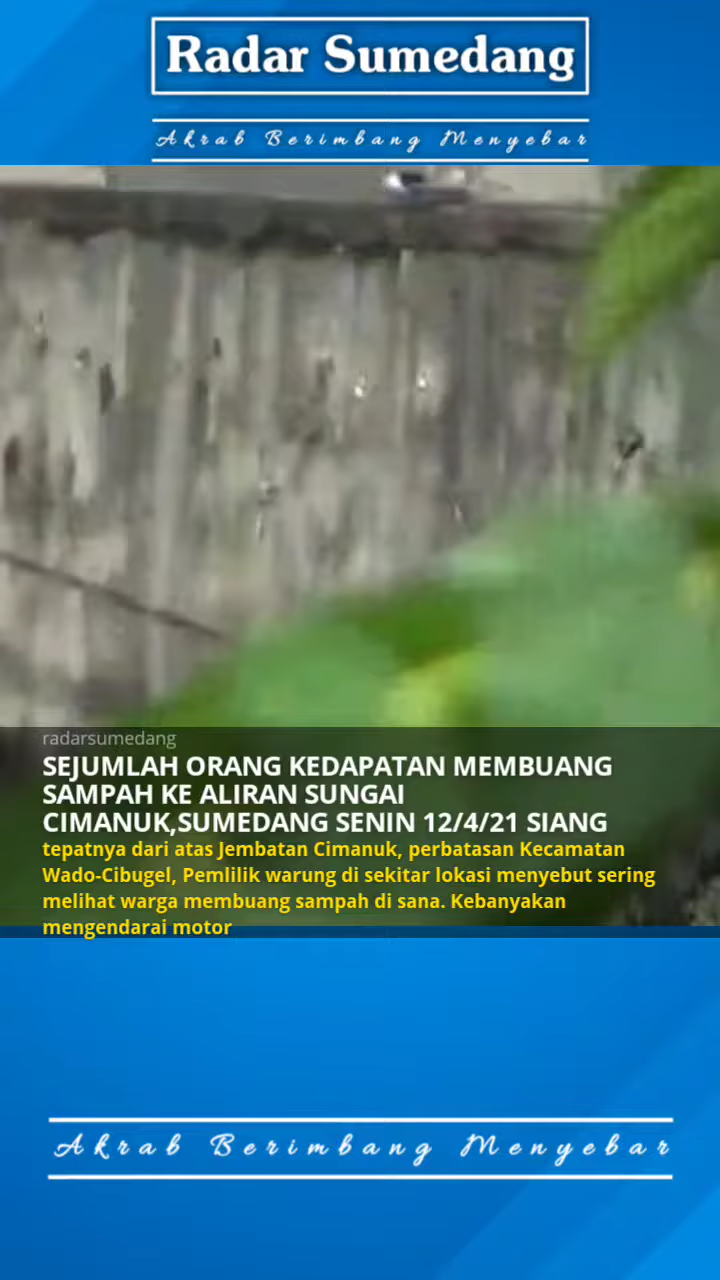 Radar Sumedang
Akrab Berimbang Menyebar
radarsumedang
SEJUMLAH ORANG KEDAPATAN MEMBUANG
SAMPAH KE ALIRAN SUNGAI
CIMANUK,SUMEDANG SENIN 12/4/21 SIANG
tepatnya dari atas Jembatan Cimanuk, perbatasan Kecamatan
Wado-Cibugel, Pemlilik warung di sekitar lokasi menyebut sering
melihat warga membuang sampah di sana. Kebanyakan
mengendarai motor
Akrab Berimbang Menyebar